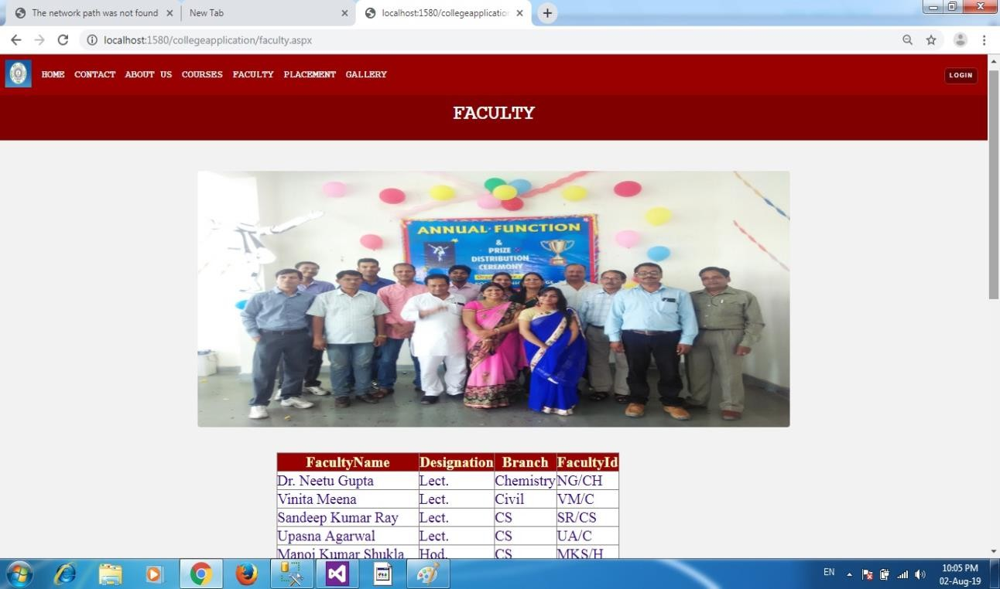 The network path was not found
New Tab
localhost:1580/collegeapplication
localhost:1580/collegeapplication/faculty.aspx
HOME CONTACT ABOUT US COURSES FACULTY PLACEMENT GALLERY
LOGIN
FACULTY
ANNUAL FUNCTION
&
PRIZE
DISTRIBUTION
CEREMONY
FacultyName Designation Branch FacultyId
Dr. Neetu Gupta Lect. Chemistry NG/CH
Vinita Meena Lect. Civil VM/C
Sandeep Kumar Ray Lect. CS SR/CS
Upasna Agarwal Lect. CS UA/C
Manoj Kumar Shukla Hod. CS MKS/H
EN
10:05 PM
02-Aug-19